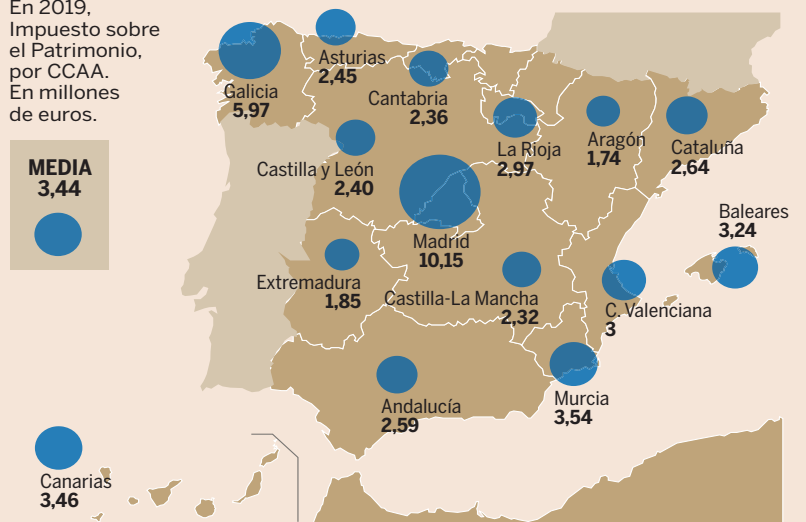 En 2019,
Impuesto sobre
el Patrimonio,
por CCAA.
En millones
de euros.
MEDIA
3,44
Galicia
5,97
Asturias
2,45
Cantabria
2,36
La Rioja
2,97
Aragón
1,74
Cataluña
2,64
Castilla y León
2,40
Madrid
10,15
Baleares
3,24
Extremadura
1,85
Castilla-La Mancha
2,32
C. Valenciana
3
Andalucía
2,59
Murcia
3,54
Canarias
3,46